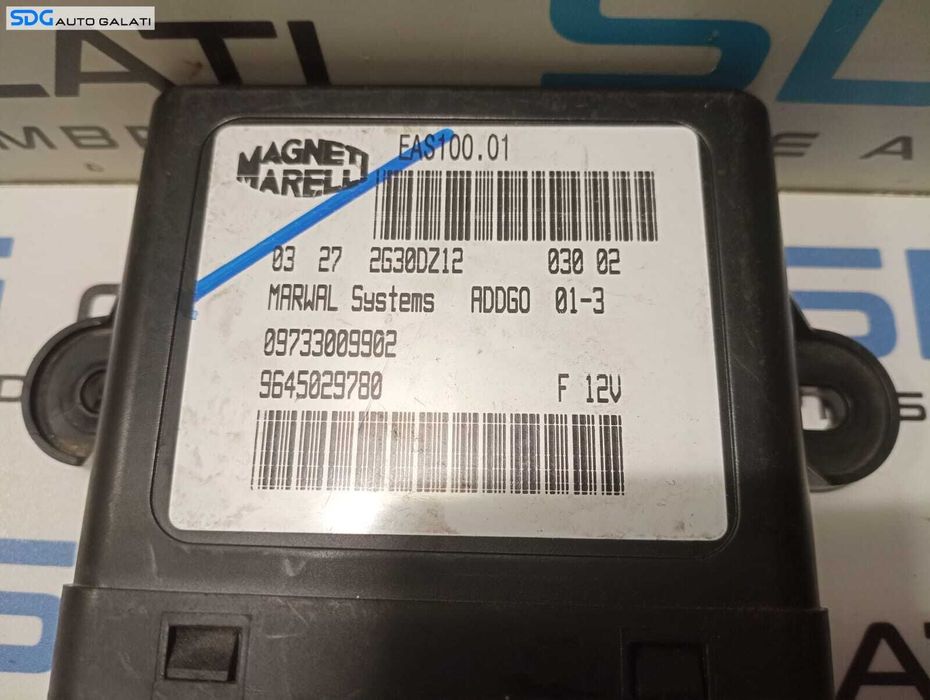 SDG AUTO GALATI
MAGNETI MARELLI
EAS100.01
03 27 2G30DZ12 030 02
MARWAL Systems ADDGO 01-3
09733009902
9645029780 F 12V